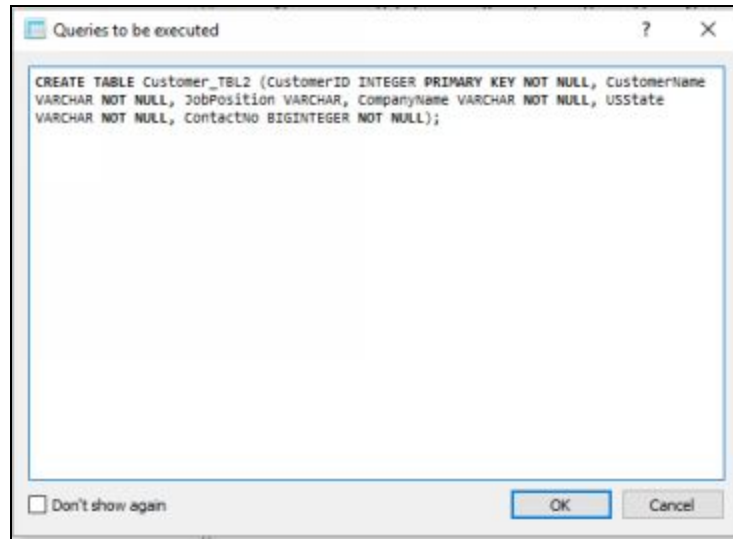 Queries to be executed
CREATE TABLE Customer_TBL2 (CustomerID INTEGER PRIMARY KEY NOT NULL, CustomerName
VARCHAR NOT NULL, JobPosition VARCHAR, CompanyName VARCHAR NOT NULL, USState
VARCHAR NOT NULL, ContactNo BIGINTEGER NOT NULL);
Don't show again
OK
Cancel